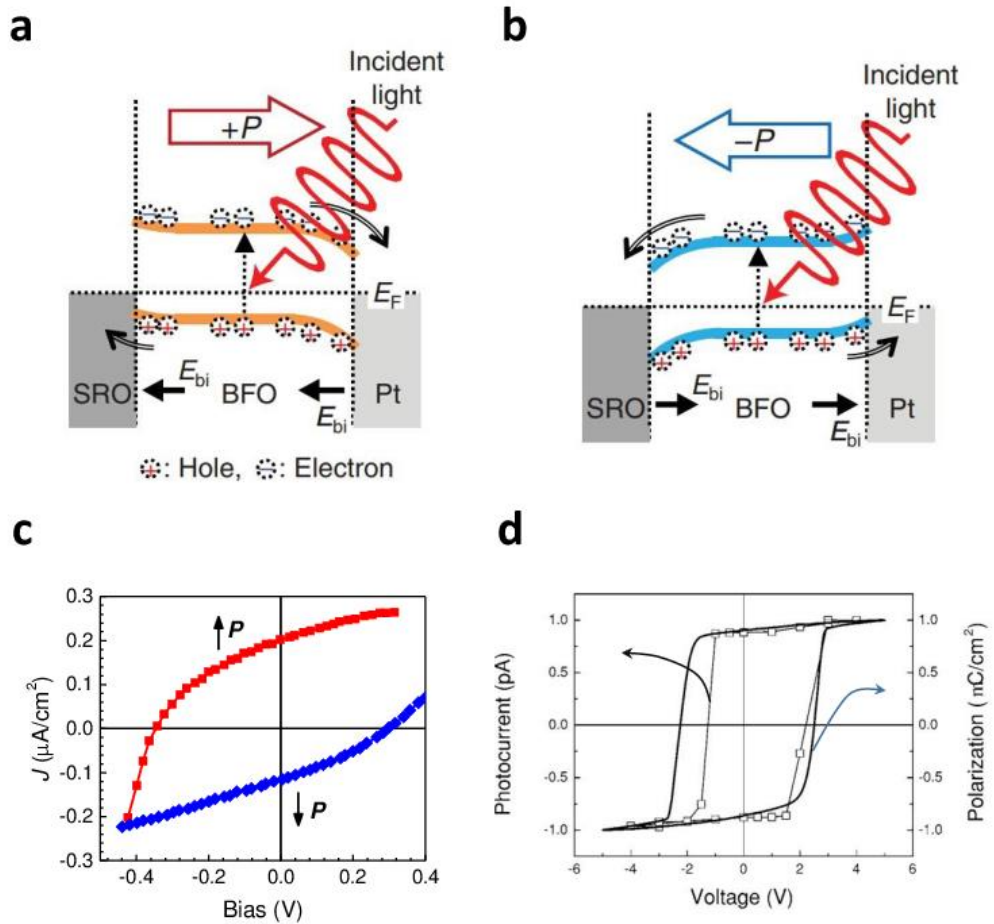 a
Incident
light
+P
E_F
E_bi
E_bi
SRO
BFO
Pt
: Hole,
: Electron
b
Incident
light
−P
E_F
E_bi
E_bi
SRO
BFO
Pt
c
J (μA/cm²)
0.3
0.2
0.1
0.0
-0.1
-0.2
-0.3
P
P
-0.4
-0.2
0.0
0.2
0.4
Bias (V)
d
Photocurrent (pA)
1.0
0.5
0.0
-0.5
-1.0
1.0
0.5
0.0
-0.5
-1.0
Polarization ( nC/cm²)
-6
-4
-2
0
2
4
6
Voltage (V)